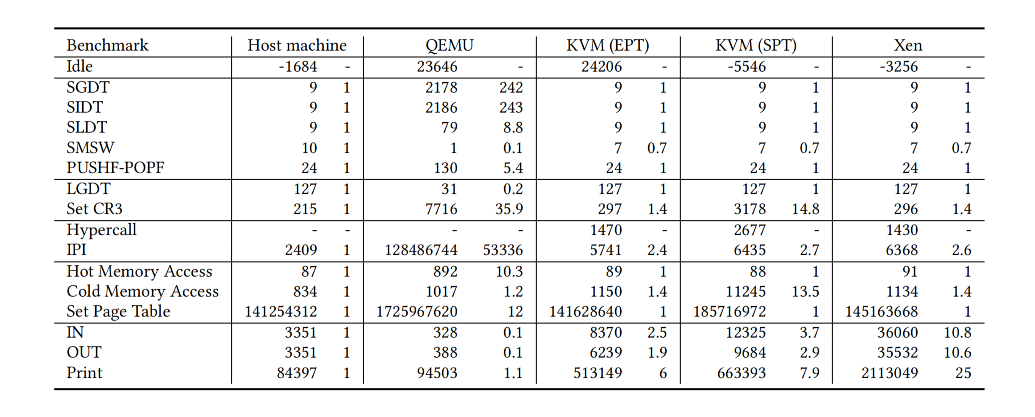 Benchmark Host machine QEMU KVM (EPT) KVM (SPT) Xen
Idle -1684 - 23646 - 24206 - -5546 - -3256 -
SGDT 9 1 2178 242 9 1 9 1 9 1
SIDT 9 1 2186 243 9 1 9 1 9 1
SLDT 9 1 79 8.8 9 1 9 1 9 1
SMSW 10 1 1 0.1 7 0.7 7 0.7 7 0.7
PUSHF-POPF 24 1 130 5.4 24 1 24 1 24 1
LGDT 127 1 31 0.2 127 1 127 1 127 1
Set CR3 215 1 7716 35.9 297 1.4 3178 14.8 296 1.4
Hypercall - - - - 1470 - 2677 - 1430 -
IPI 2409 1 128486744 53336 5741 2.4 6435 2.7 6368 2.6
Hot Memory Access 87 1 892 10.3 89 1 88 1 91 1
Cold Memory Access 834 1 1017 1.2 1150 1.4 11245 13.5 1134 1.4
Set Page Table 141254312 1 1725967620 12 141628640 1 185716972 1 145163668 1
IN 3351 1 328 0.1 8370 2.5 12325 3.7 36060 10.8
OUT 3351 1 388 0.1 6239 1.9 9684 2.9 35532 10.6
Print 84397 1 94503 1.1 513149 6 663393 7.9 2113049 25